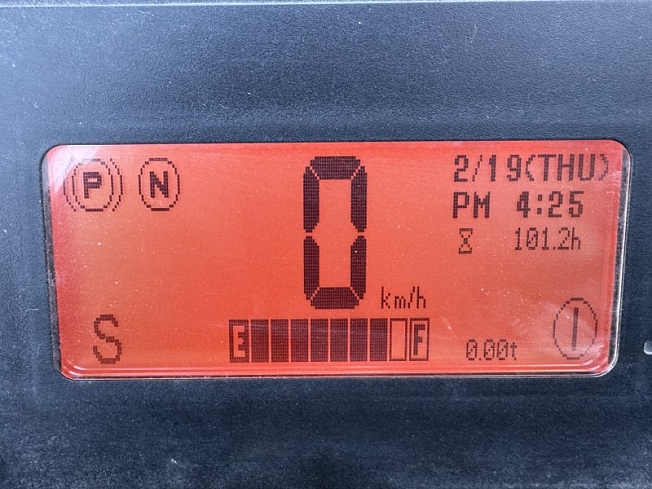 P N
0
2/19(THU)
PM 4:25
101.2h
km/h
S
E F
0.00t
I